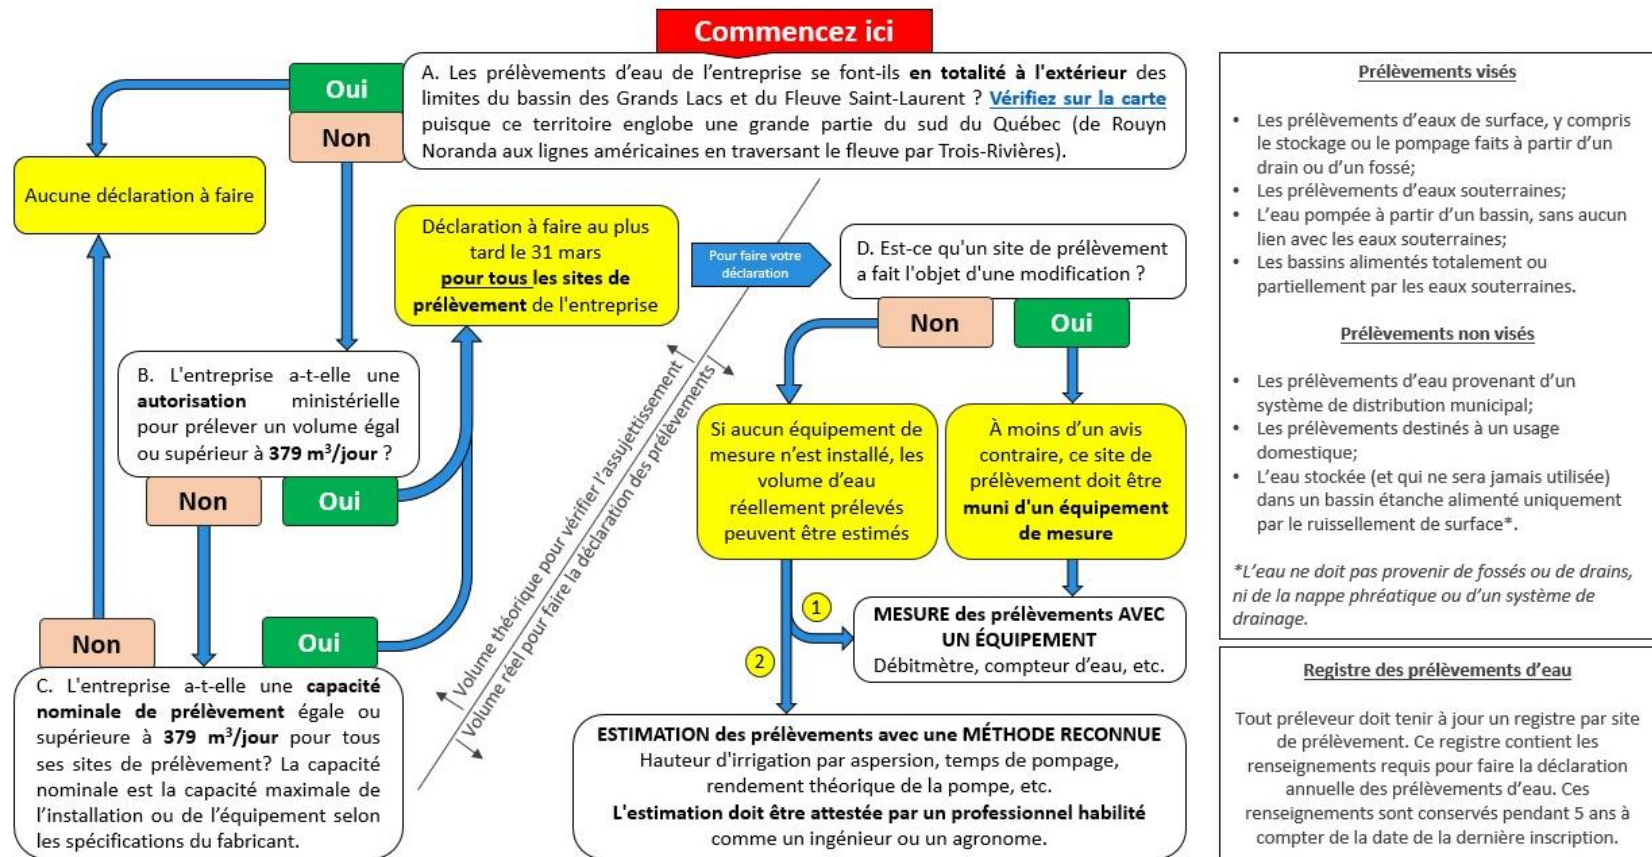 Commencez ici
A. Les prélèvements d'eau de l'entreprise se font-ils en totalité à l'extérieur des
limites du bassin des Grands Lacs et du Fleuve Saint-Laurent ? Vérifiez sur la carte
puisque ce territoire englobe une grande partie du sud du Québec (de Rouyn
Noranda aux lignes américaines en traversant le fleuve par Trois-Rivières).
Oui
Non
Aucune déclaration à faire
Déclaration à faire au plus
tard le 31 mars
pour tous les sites de
prélèvement de l'entreprise
B. L'entreprise a-t-elle une
autorisation ministérielle
pour prélever un volume égal
ou supérieur à 379 m³/jour ?
Non
Oui
Non
Oui
C. L'entreprise a-t-elle une capacité
nominale de prélèvement égale ou
supérieure à 379 m³/jour pour tous
ses sites de prélèvement? La capacité
nominale est la capacité maximale de
l'installation ou de l'équipement selon
les spécifications du fabricant.
Volume théorique pour vérifier l'assujettissement
Volume réel pour faire la déclaration des prélèvements
Pour faire votre
déclaration
D. Est-ce qu'un site de prélèvement
a fait l'objet d'une modification ?
Non
Oui
Si aucun équipement de
mesure n'est installé, les
volume d'eau
réellement prélevés
peuvent être estimés
À moins d'un avis
contraire, ce site de
prélèvement doit être
muni d'un équipement
de mesure
1
MESURE des prélèvements AVEC
UN ÉQUIPEMENT
Débitmètre, compteur d'eau, etc.
2
ESTIMATION des prélèvements avec une MÉTHODE RECONNUE
Hauteur d'irrigation par aspersion, temps de pompage,
rendement théorique de la pompe, etc.
L'estimation doit être attestée par un professionnel habilité
comme un ingénieur ou un agronome.
Prélèvements visés
• Les prélèvements d'eaux de surface, y compris
le stockage ou le pompage faits à partir d'un
drain ou d'un fossé;
• Les prélèvements d'eaux souterraines;
• L'eau pompée à partir d'un bassin, sans aucun
lien avec les eaux souterraines;
• Les bassins alimentés totalement ou
partiellement par les eaux souterraines.
Prélèvements non visés
• Les prélèvements d'eau provenant d'un
système de distribution municipal;
• Les prélèvements destinés à un usage
domestique;
• L'eau stockée (et qui ne sera jamais utilisée)
dans un bassin étanche alimenté uniquement
par le ruissellement de surface*.
*L'eau ne doit pas provenir de fossés ou de drains,
ni de la nappe phréatique ou d'un système de
drainage.
Registre des prélèvements d'eau
Tout préleveur doit tenir à jour un registre par site
de prélèvement. Ce registre contient les
renseignements requis pour faire la déclaration
annuelle des prélèvements d'eau. Ces
renseignements sont conservés pendant 5 ans à
compter de la date de la dernière inscription.